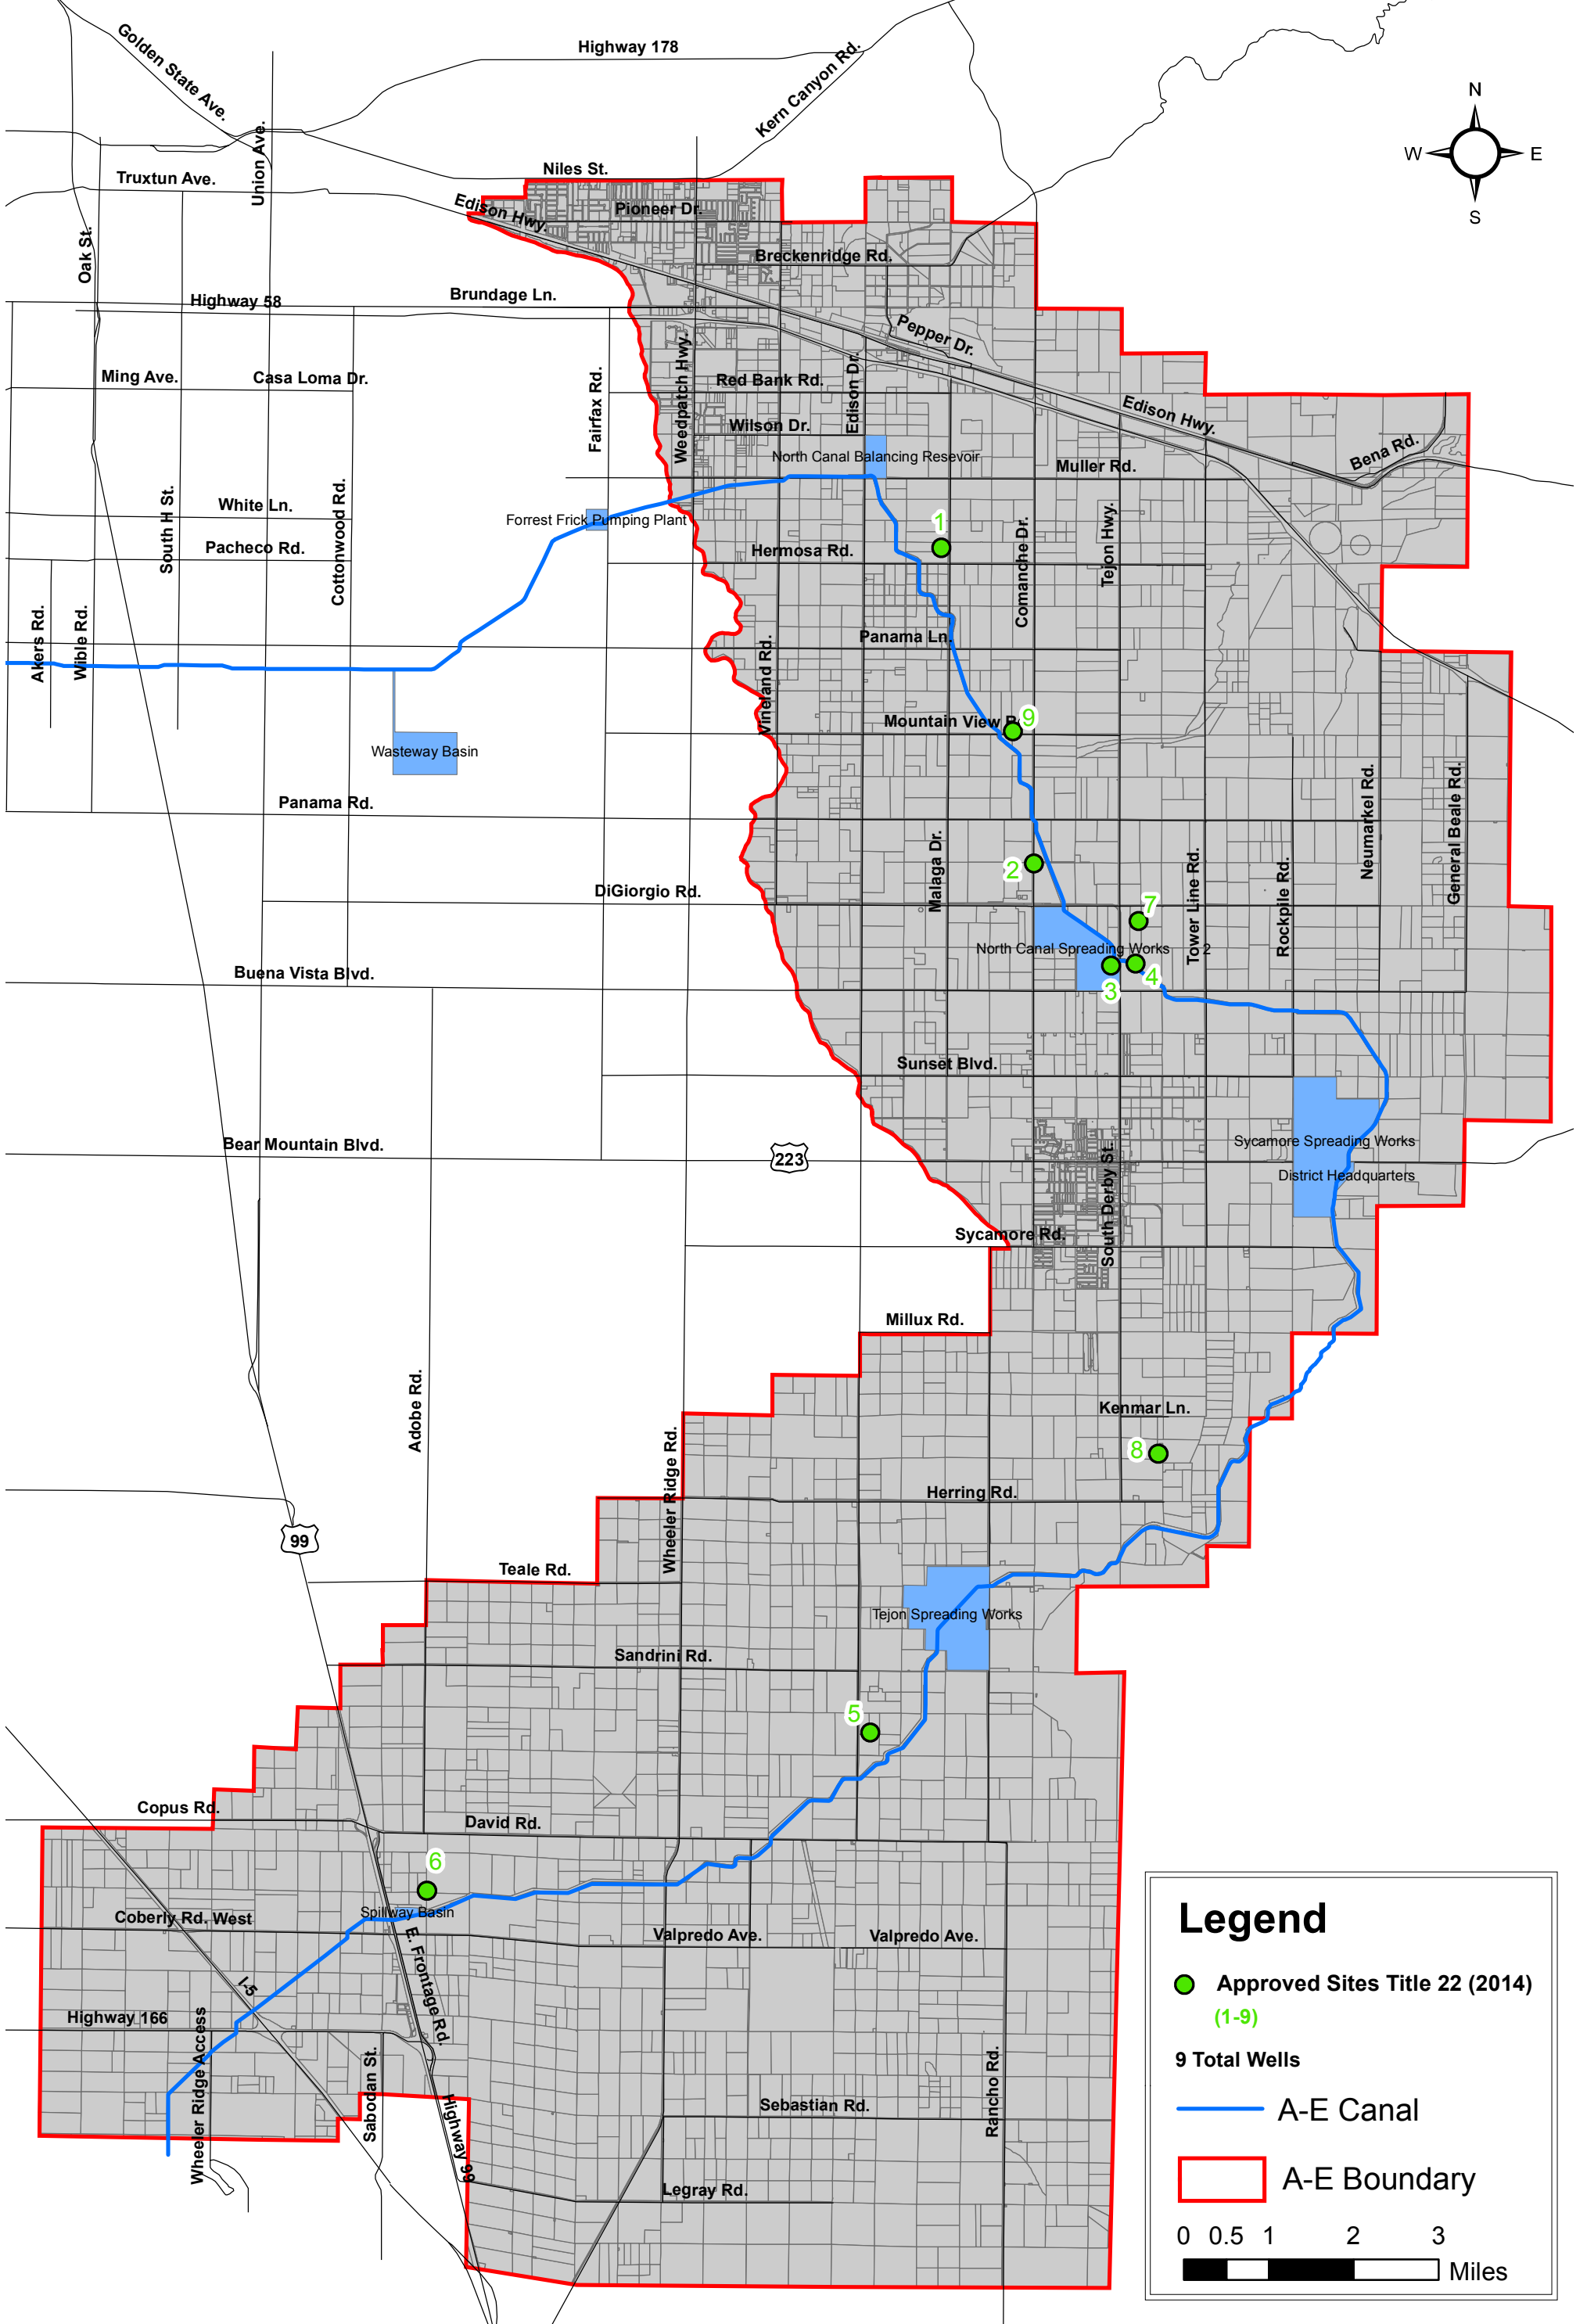 Golden State Ave.
Highway 178
Kern Canyon Rd.
N
W
E
S
Union Ave.
Niles St.
Truxtun Ave.
Edison Hwy.
Pioneer Dr.
Oak St.
Breckenridge Rd.
Highway 58
Brundage Ln.
Pepper Dr.
Weedpatch Hwy.
Ming Ave.
Casa Loma Dr.
Fairfax Rd.
Red Bank Rd.
Edison Dr.
Edison Hwy.
Wilson Dr.
North Canal Balancing Resevoir
Muller Rd.
Bena Rd.
South H St.
White Ln.
Cottonwood Rd.
Forrest Frick Pumping Plant
1
Pacheco Rd.
Hermosa Rd.
Comanche Dr.
Tejon Hwy.
Akers Rd.
Wible Rd.
Panama Ln.
Vineland Rd.
Mountain View
9
Wasteway Basin
Panama Rd.
Malaga Dr.
2
Neumarkel Rd.
General Beale Rd.
DiGiorgio Rd.
7
Tower Line Rd.
Rockpile Rd.
North Canal Spreading Works 2
Buena Vista Blvd.
3
4
Sunset Blvd.
Bear Mountain Blvd.
223
Sycamore Spreading Works
District Headquarters
South Derby St.
Sycamore Rd.
Millux Rd.
Adobe Rd.
Kenmar Ln.
Wheeler Ridge Rd.
8
Herring Rd.
99
Teale Rd.
Tejon Spreading Works
Sandrini Rd.
5
Copus Rd.
David Rd.
6
Spillway Basin
Coberly Rd. West
Valpredo Ave.
Valpredo Ave.
E. Frontage Rd.
I-5
Highway 166
Wheeler Ridge Access
Sabodan St.
Highway 99
Sebastian Rd.
Rancho Rd.
Legray Rd.
Legend
Approved Sites Title 22 (2014)
(1-9)
9 Total Wells
A-E Canal
A-E Boundary
0 0.5 1 2 3
Miles